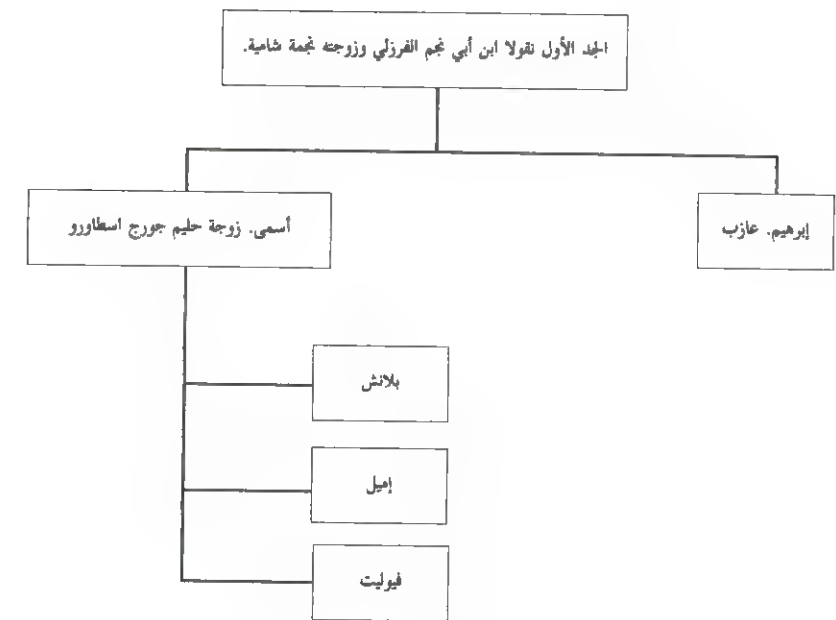 الجد الأول نقولا ابن أبي نجم الفرزلي وزوجته نجمة شامية.
إبرهيم. عازب
أسمى. زوجة حليم جورج اسطاورو
بلانش
إميل
فيوليت